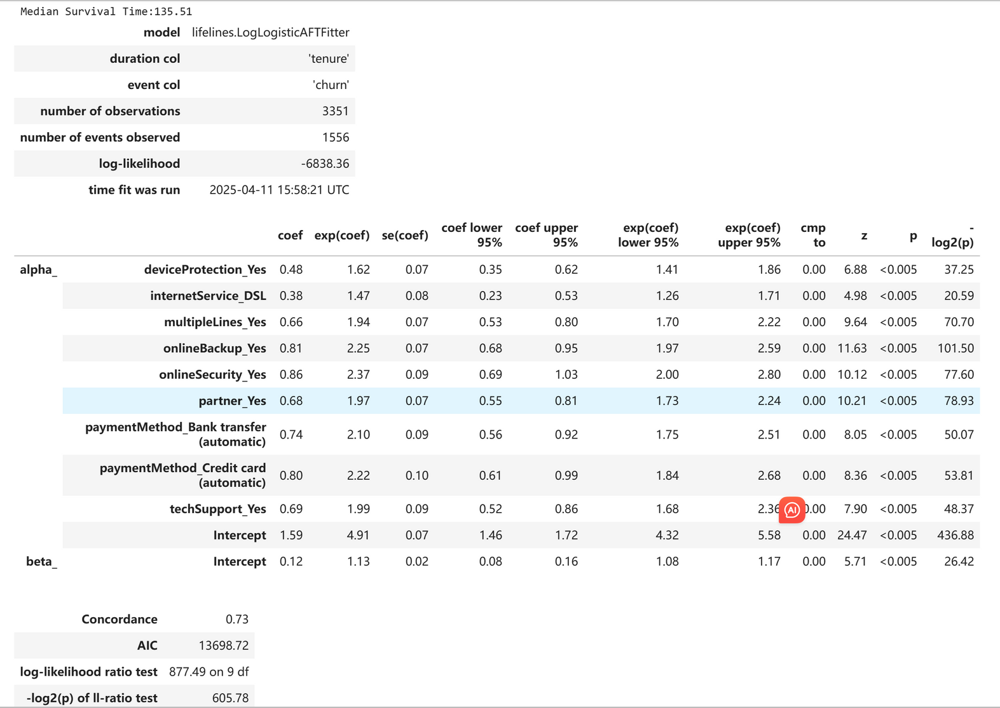 Median Survival Time:135.51
model lifelines.LogLogisticAFTFitter
duration col 'tenure'
event col 'churn'
number of observations 3351
number of events observed 1556
log-likelihood -6838.36
time fit was run 2025-04-11 15:58:21 UTC
coef exp(coef) se(coef) coef lower 95% coef upper 95% exp(coef) lower 95% exp(coef) upper 95% cmp to z p -log2(p)
alpha_ deviceProtection_Yes 0.48 1.62 0.07 0.35 0.62 1.41 1.86 0.00 6.88 <0.005 37.25
internetService_DSL 0.38 1.47 0.08 0.23 0.53 1.26 1.71 0.00 4.98 <0.005 20.59
multipleLines_Yes 0.66 1.94 0.07 0.53 0.80 1.70 2.22 0.00 9.64 <0.005 70.70
onlineBackup_Yes 0.81 2.25 0.07 0.68 0.95 1.97 2.59 0.00 11.63 <0.005 101.50
onlineSecurity_Yes 0.86 2.37 0.09 0.69 1.03 2.00 2.80 0.00 10.12 <0.005 77.60
partner_Yes 0.68 1.97 0.07 0.55 0.81 1.73 2.24 0.00 10.21 <0.005 78.93
paymentMethod_Bank transfer (automatic) 0.74 2.10 0.09 0.56 0.92 1.75 2.51 0.00 8.05 <0.005 50.07
paymentMethod_Credit card (automatic) 0.80 2.22 0.10 0.61 0.99 1.84 2.68 0.00 8.36 <0.005 53.81
techSupport_Yes 0.69 1.99 0.09 0.52 0.86 1.68 2.36 AI 0.00 7.90 <0.005 48.37
Intercept 1.59 4.91 0.07 1.46 1.72 4.32 5.58 0.00 24.47 <0.005 436.88
beta_ Intercept 0.12 1.13 0.02 0.08 0.16 1.08 1.17 0.00 5.71 <0.005 26.42
Concordance 0.73
AIC 13698.72
log-likelihood ratio test 877.49 on 9 df
-log2(p) of ll-ratio test 605.78